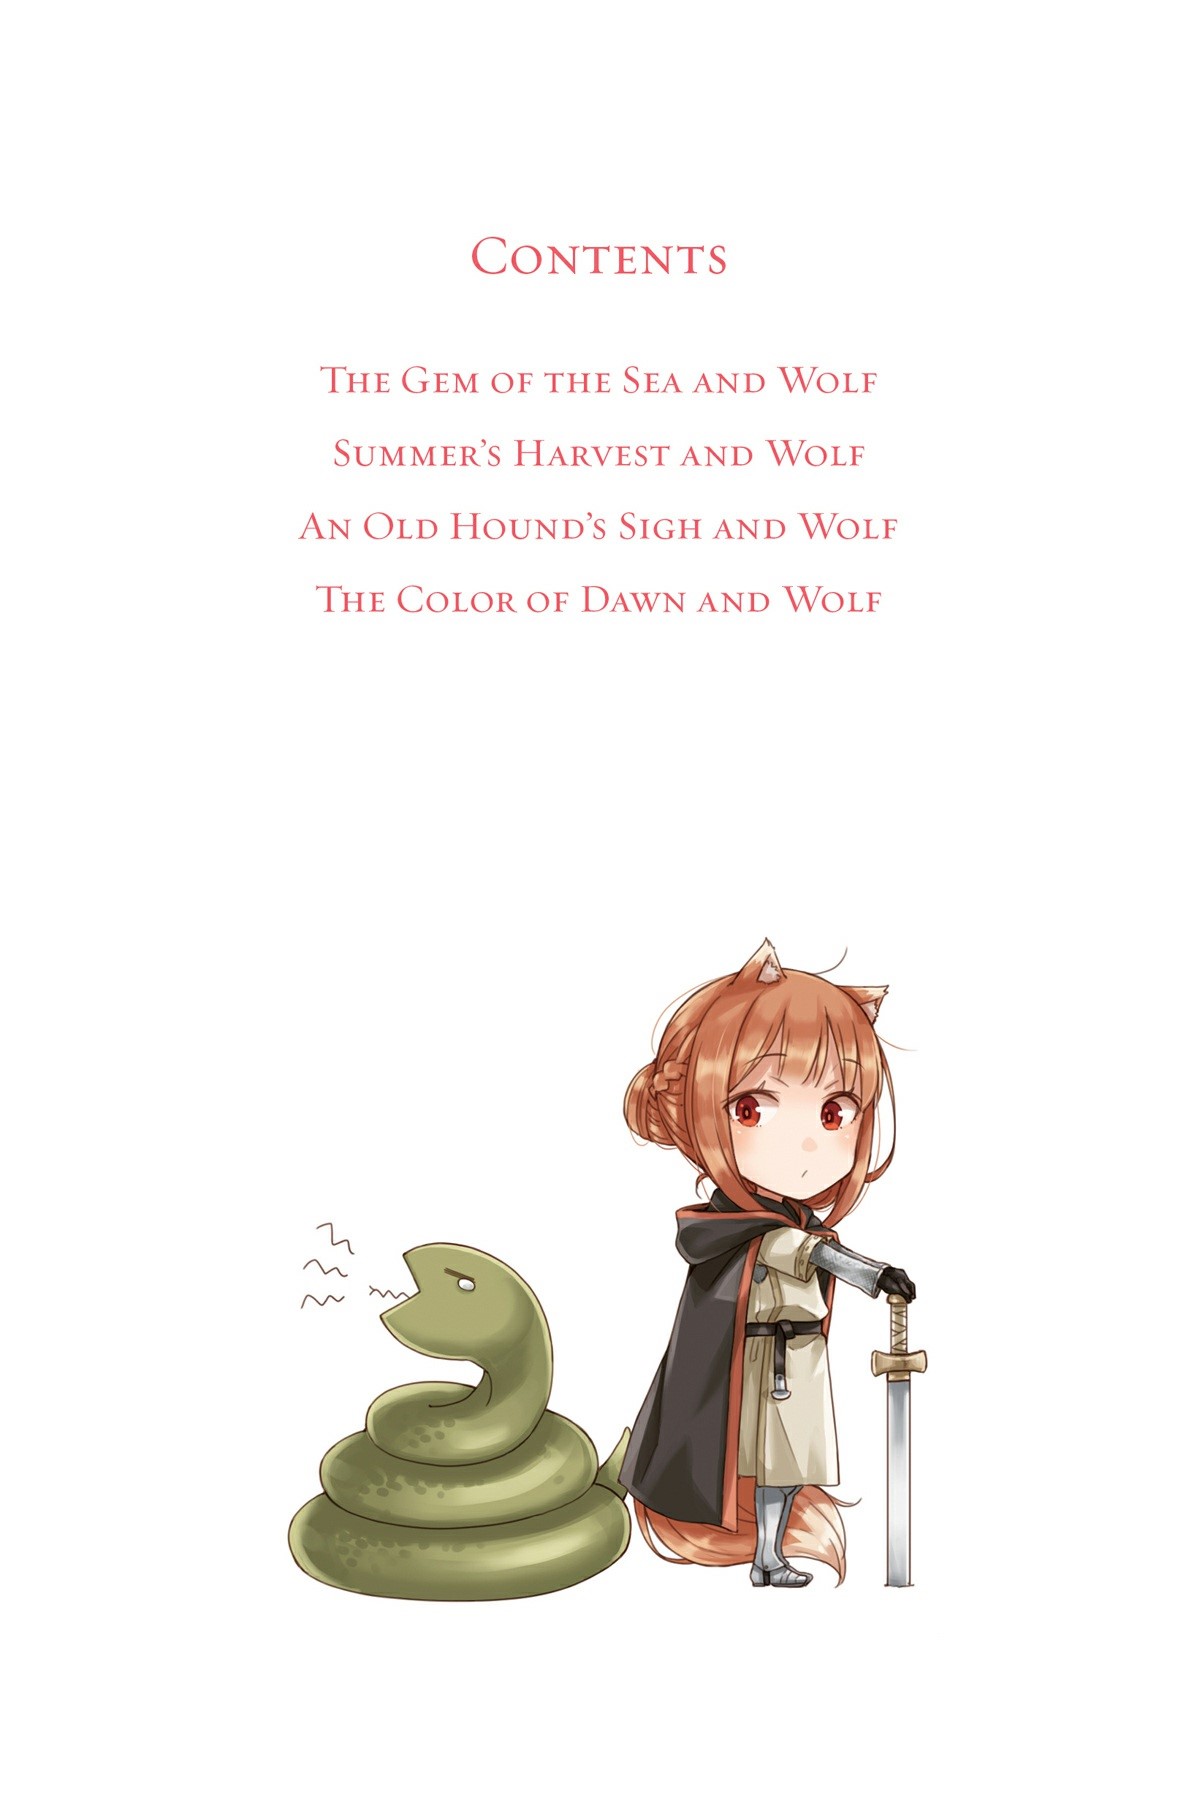 Contents
The Gem of the Sea and Wolf
Summer’s Harvest and Wolf
An Old Hound’s Sigh and Wolf
The Color of Dawn and Wolf